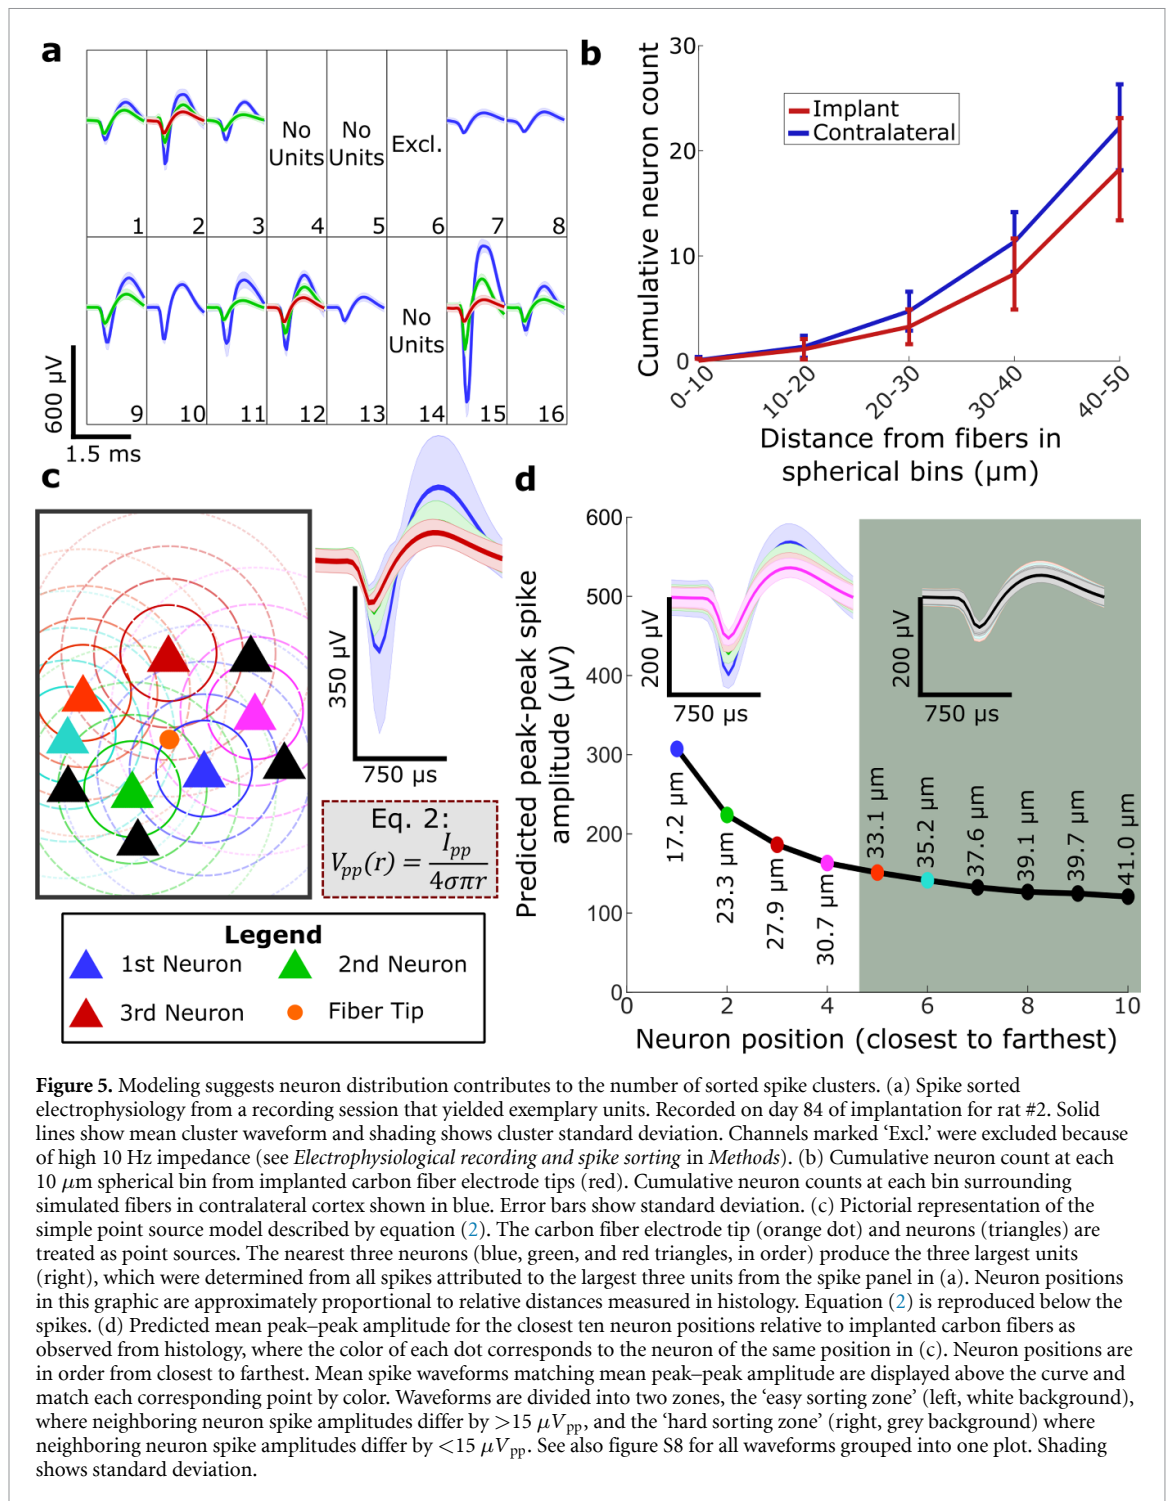 a
No
Units
No
Units
Excl.
1
2
3
4
5
6
7
8
No
Units
9
10
11
12
13
14
15
16
600 µV
1.5 ms
b
Cumulative neuron count
30
20
10
0
Implant
Contralateral
0-10
10-20
20-30
30-40
40-50
Distance from fibers in
spherical bins (µm)
c
350 µV
750 µs
Eq. 2:
V_pp(r) = I_pp / 4σπr
Legend
1st Neuron
2nd Neuron
3rd Neuron
Fiber Tip
d
Predicted peak-peak spike
amplitude (µV)
600
500
400
300
200
100
0
200 µV
750 µs
200 µV
750 µs
17.2 µm
23.3 µm
27.9 µm
30.7 µm
33.1 µm
35.2 µm
37.6 µm
39.1 µm
39.7 µm
41.0 µm
0
2
4
6
8
10
Neuron position (closest to farthest)
Figure 5. Modeling suggests neuron distribution contributes to the number of sorted spike clusters. (a) Spike sorted
electrophysiology from a recording session that yielded exemplary units. Recorded on day 84 of implantation for rat #2. Solid
lines show mean cluster waveform and shading shows cluster standard deviation. Channels marked ‘Excl.’ were excluded because
of high 10 Hz impedance (see Electrophysiological recording and spike sorting in Methods). (b) Cumulative neuron count at each
10 µm spherical bin from implanted carbon fiber electrode tips (red). Cumulative neuron counts at each bin surrounding
simulated fibers in contralateral cortex shown in blue. Error bars show standard deviation. (c) Pictorial representation of the
simple point source model described by equation (2). The carbon fiber electrode tip (orange dot) and neurons (triangles) are
treated as point sources. The nearest three neurons (blue, green, and red triangles, in order) produce the three largest units
(right), which were determined from all spikes attributed to the largest three units from the spike panel in (a). Neuron positions
in this graphic are approximately proportional to relative distances measured in histology. Equation (2) is reproduced below the
spikes. (d) Predicted mean peak–peak amplitude for the closest ten neuron positions relative to implanted carbon fibers as
observed from histology, where the color of each dot corresponds to the neuron of the same position in (c). Neuron positions are
in order from closest to farthest. Mean spike waveforms matching mean peak–peak amplitude are displayed above the curve and
match each corresponding point by color. Waveforms are divided into two zones, the ‘easy sorting zone’ (left, white background),
where neighboring neuron spike amplitudes differ by >15 µV_pp, and the ‘hard sorting zone’ (right, grey background) where
neighboring neuron spike amplitudes differ by <15 µV_pp. See also figure S8 for all waveforms grouped into one plot. Shading
shows standard deviation.